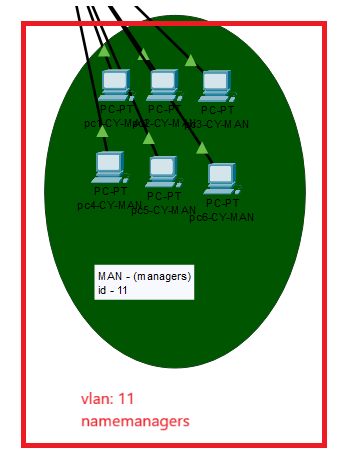 PC-PT PC-PT PC-PT
pc1-CY-MAN pc2-CY-MAN pc3-CY-MAN
PC-PT PC-PT PC-PT
pc4-CY-MAN pc5-CY-MAN pc6-CY-MAN
MAN - (managers)
id - 11
vlan: 11
namemanagers